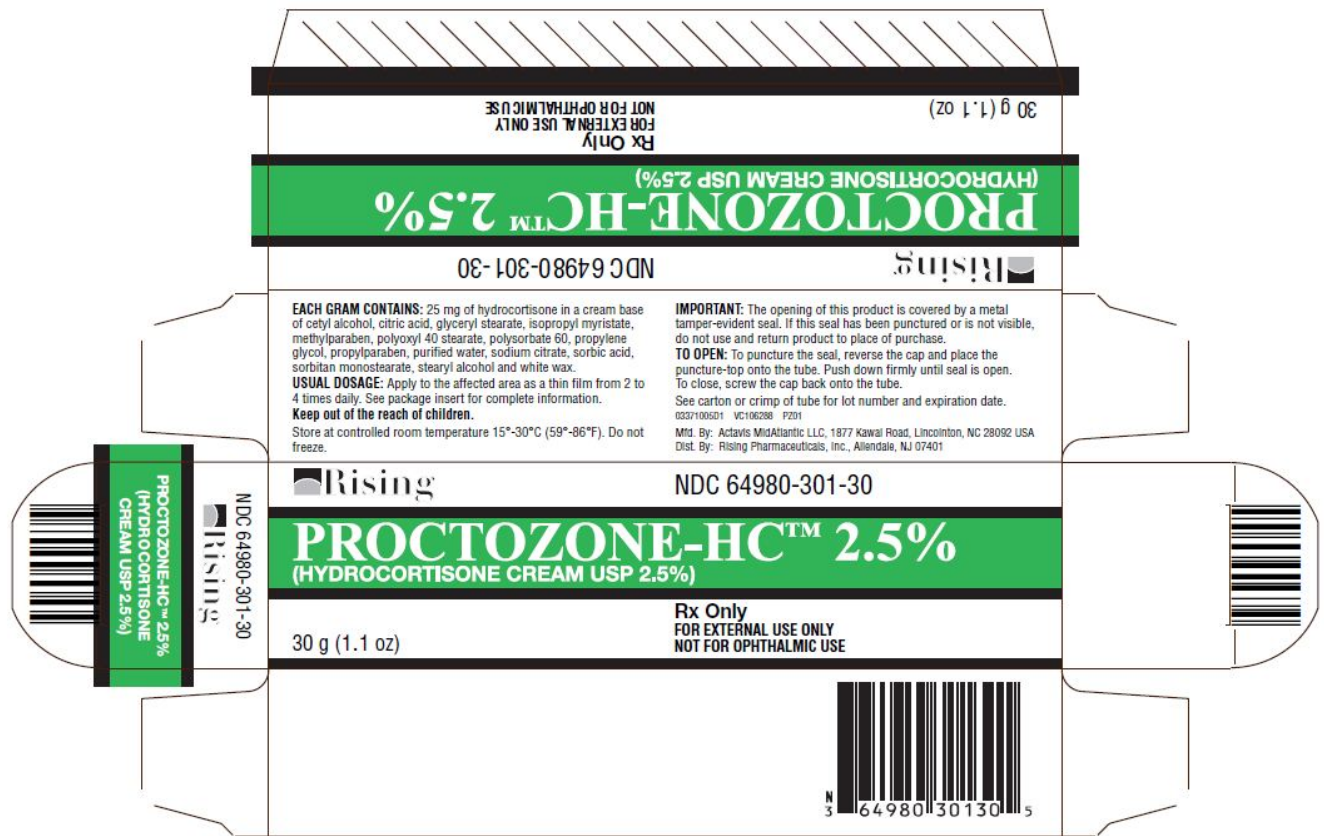 30 g (1.1 oz)
Rx Only
FOR EXTERNAL USE ONLY
NOT FOR OPHTHALMIC USE
PROCTOZONE-HC™ 2.5%
(HYDROCORTISONE CREAM USP 2.5%)
Rising
NDC 64980-301-30
EACH GRAM CONTAINS: 25 mg of hydrocortisone in a cream base
of cetyl alcohol, citric acid, glyceryl stearate, isopropyl myristate,
methylparaben, polyoxyl 40 stearate, polysorbate 60, propylene
glycol, propylparaben, purified water, sodium citrate, sorbic acid,
sorbitan monostearate, stearyl alcohol and white wax.
USUAL DOSAGE: Apply to the affected area as a thin film from 2 to
4 times daily. See package insert for complete information.
Keep out of the reach of children.
Store at controlled room temperature 15°-30°C (59°-86°F). Do not
freeze.
IMPORTANT: The opening of this product is covered by a metal
tamper-evident seal. If this seal has been punctured or is not visible,
do not use and return product to place of purchase.
TO OPEN: To puncture the seal, reverse the cap and place the
puncture-top onto the tube. Push down firmly until seal is open.
To close, screw the cap back onto the tube.
See carton or crimp of tube for lot number and expiration date.
03371005D1 VC106288 PZ01
Mfd. By: Actavis MidAtlantic LLC, 1877 Kawai Road, Lincolnton, NC 28092 USA
Dist. By: Rising Pharmaceuticals, Inc., Allendale, NJ 07401
NDC 64980-301-30
Rising
PROCTOZONE-HC™ 2.5%
(HYDROCORTISONE
CREAM USP 2.5%)
Rising
NDC 64980-301-30
PROCTOZONE-HC™ 2.5%
(HYDROCORTISONE CREAM USP 2.5%)
30 g (1.1 oz)
Rx Only
FOR EXTERNAL USE ONLY
NOT FOR OPHTHALMIC USE
N
3 64980 30130 5